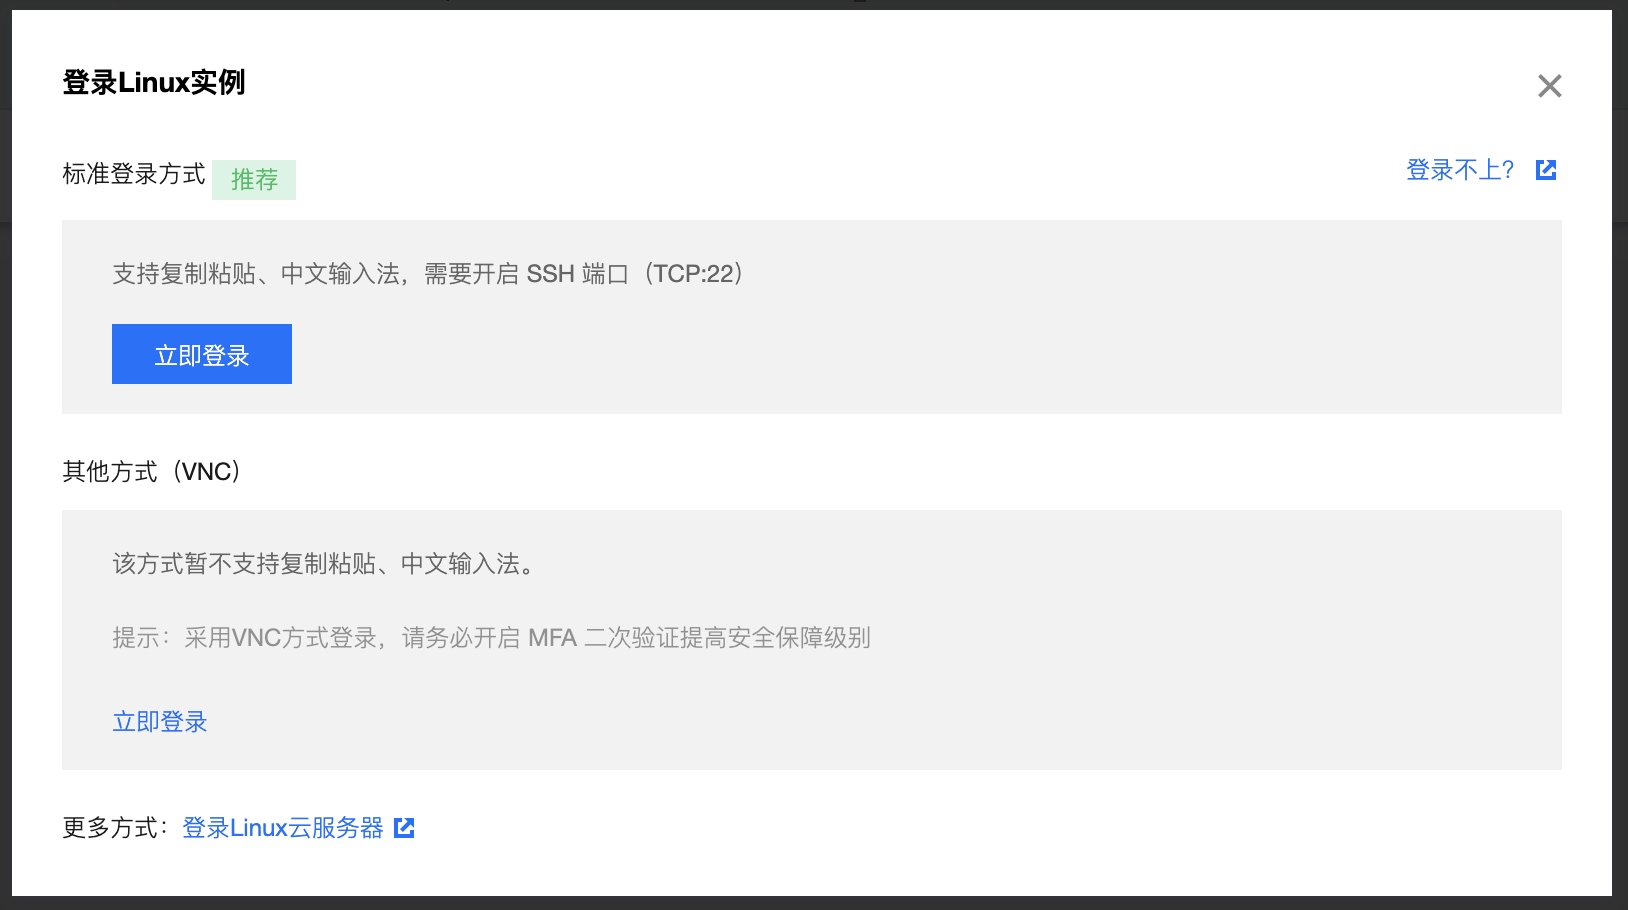 登录Linux实例
标准登录方式 推荐
登录不上?
支持复制粘贴、中文输入法，需要开启 SSH 端口（TCP:22）
立即登录
其他方式（VNC）
该方式暂不支持复制粘贴、中文输入法。
提示：采用VNC方式登录，请务必开启 MFA 二次验证提高安全保障级别
立即登录
更多方式：登录Linux云服务器